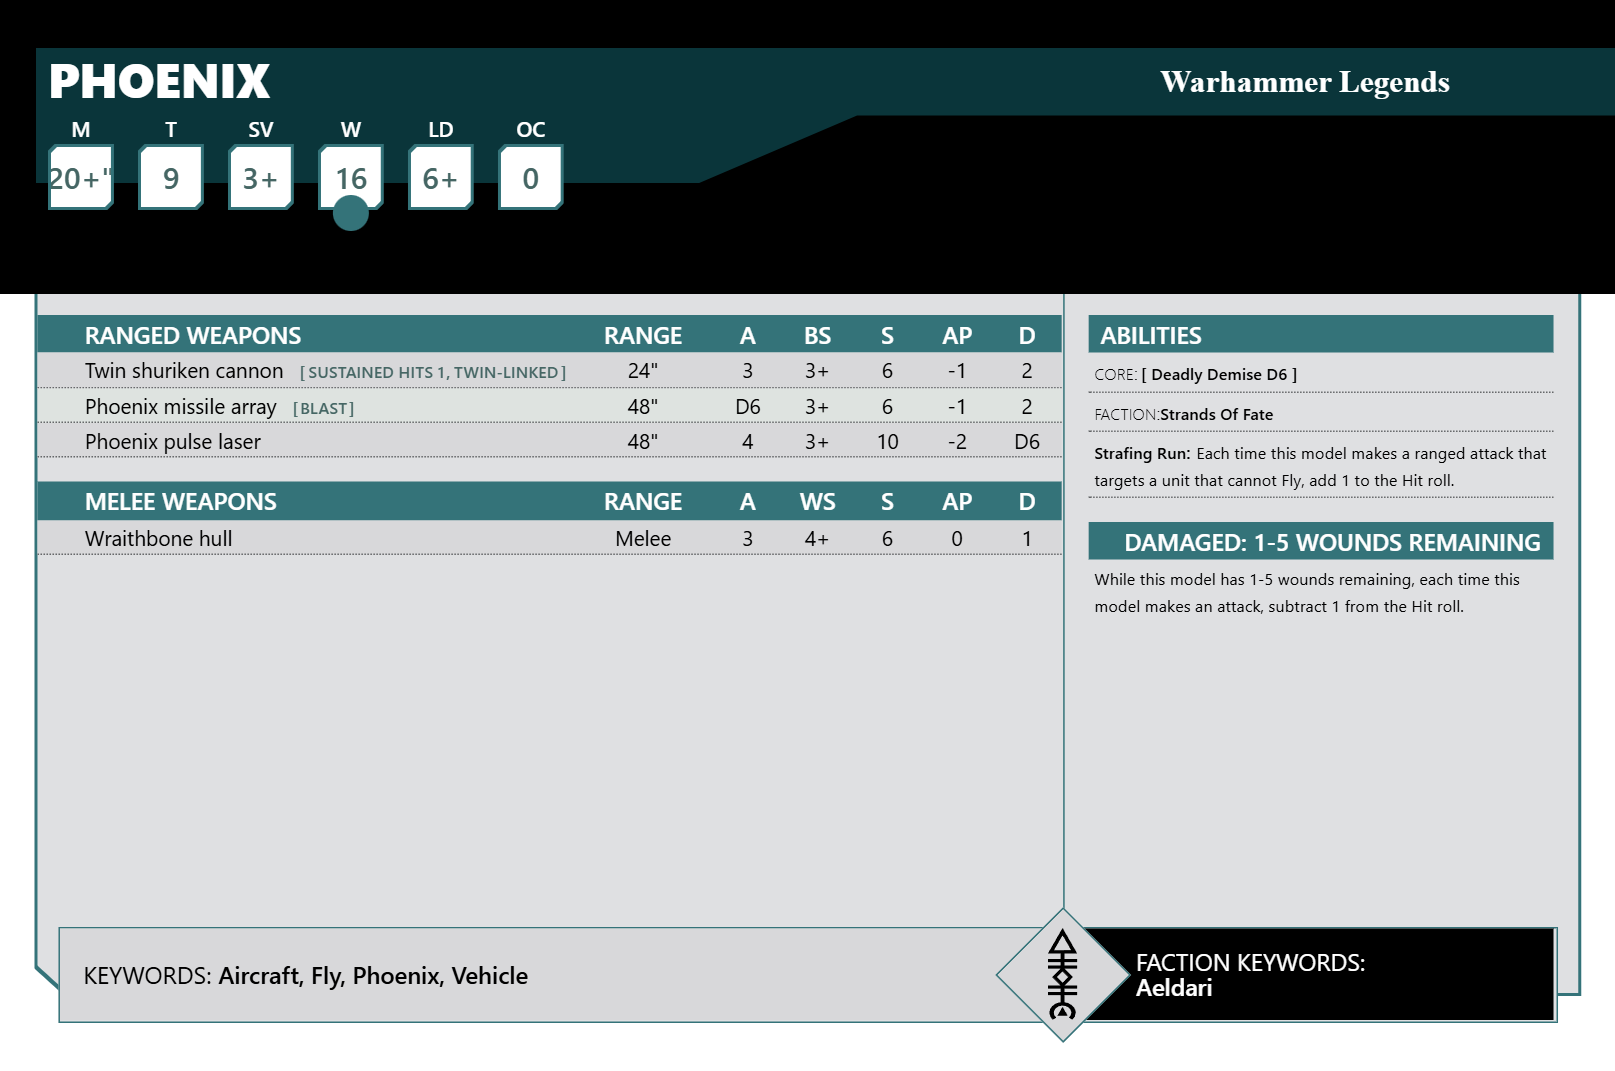 PHOENIX
Warhammer Legends
M T SV W LD OC
20+" 9 3+ 16 6+ 0
RANGED WEAPONS RANGE A BS S AP D
Twin shuriken cannon [ SUSTAINED HITS 1, TWIN-LINKED ] 24" 3 3+ 6 -1 2
Phoenix missile array [ BLAST ] 48" D6 3+ 6 -1 2
Phoenix pulse laser 48" 4 3+ 10 -2 D6
MELEE WEAPONS RANGE A WS S AP D
Wraithbone hull Melee 3 4+ 6 0 1
ABILITIES
CORE: [ Deadly Demise D6 ]
FACTION:Strands Of Fate
Strafing Run: Each time this model makes a ranged attack that
targets a unit that cannot Fly, add 1 to the Hit roll.
DAMAGED: 1-5 WOUNDS REMAINING
While this model has 1-5 wounds remaining, each time this
model makes an attack, subtract 1 from the Hit roll.
KEYWORDS: Aircraft, Fly, Phoenix, Vehicle
FACTION KEYWORDS:
Aeldari